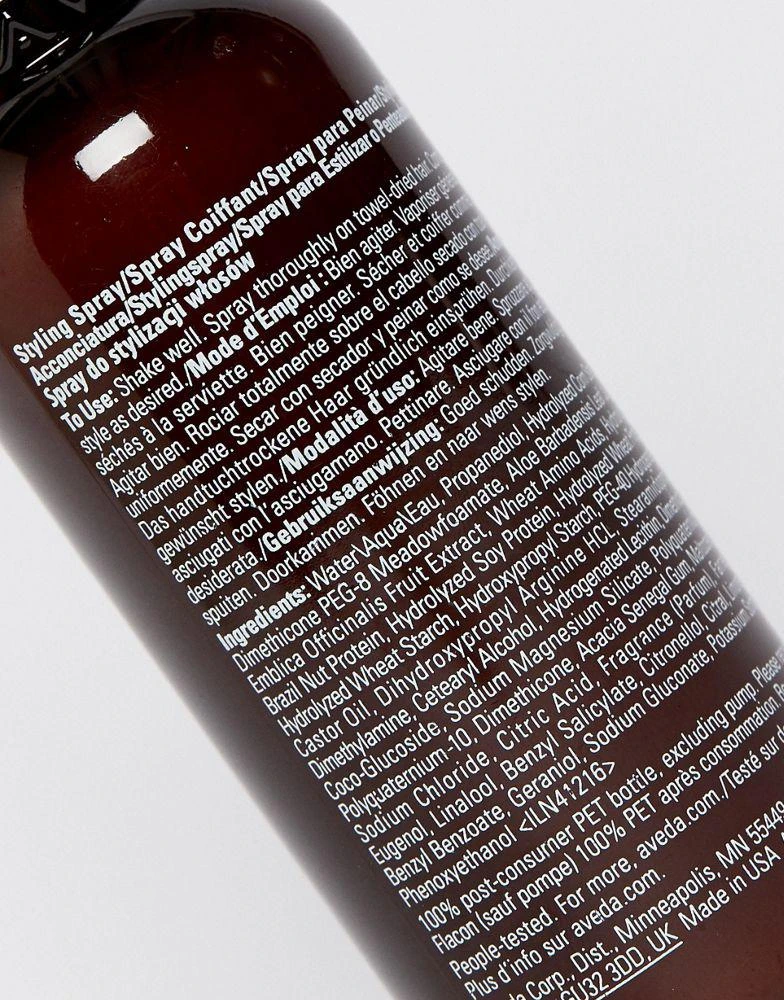 Styling Spray/Spray Coiffant/Spray para Peinar/
Acconciatura/Stylingspray/Spray para Estilizar o
Spray do stylizacji włosów
To Use: Shake well. Spray thoroughly on towel-dried hair.
style as desired./Mode d'Emploi : Bien agiter. Vaporiser
séchés à la serviette. Bien peigner. Sécher et coiffer
Agitar bien. Rociar totalmente sobre el cabello secado con
uniformemente. Secar con secador y peinar como se desee.
Das handtuchtrockene Haar gründlich einsprühen.
gewünscht stylen./Modalità d'uso: Agitare bene.
asciugati con l'asciugamano. Pettinare. Asciugare con il
desiderata./Gebruiksaanwijzing: Goed schudden.
spuiten. Doorkammen. Föhnen en naar wens stylen.
Ingredients: Water\Aqua\Eau, Propanediol, Hydrolyzed
Dimethicone PEG-8 Meadowfoamate, Aloe Barbadensis
Emblica Officinalis Fruit Extract, Wheat Amino Acids,
Brazil Nut Protein, Hydrolyzed Soy Protein, Hydrolyzed Wheat
Hydrolyzed Wheat Starch, Hydroxypropyl Starch, PEG-40 Hydrogenated
Castor Oil, Dihydroxypropyl Arginine HCL,
Dimethylamine, Cetearyl Alcohol, Hydrogenated Lecithin,
Coco-Glucoside, Sodium Magnesium Silicate,
Polyquaternium-10, Dimethicone, Acacia Senegal Gum,
Sodium Chloride, Citric Acid, Fragrance (Parfum),
Eugenol, Linalool, Benzyl Salicylate, Citronellol, Citral,
Benzyl Benzoate, Geraniol, Sodium Gluconate, Potassium
Phenoxyethanol <LN41216>
100% post-consumer PET bottle, excluding pump. Please
Flacon (sauf pompe) 100% PET après consommation.
People-tested. For more, aveda.com./Testé sur
Plus d'info sur aveda.com.
Corp., Dist., Minneapolis, MN 55449
3DD, UK Made in USA